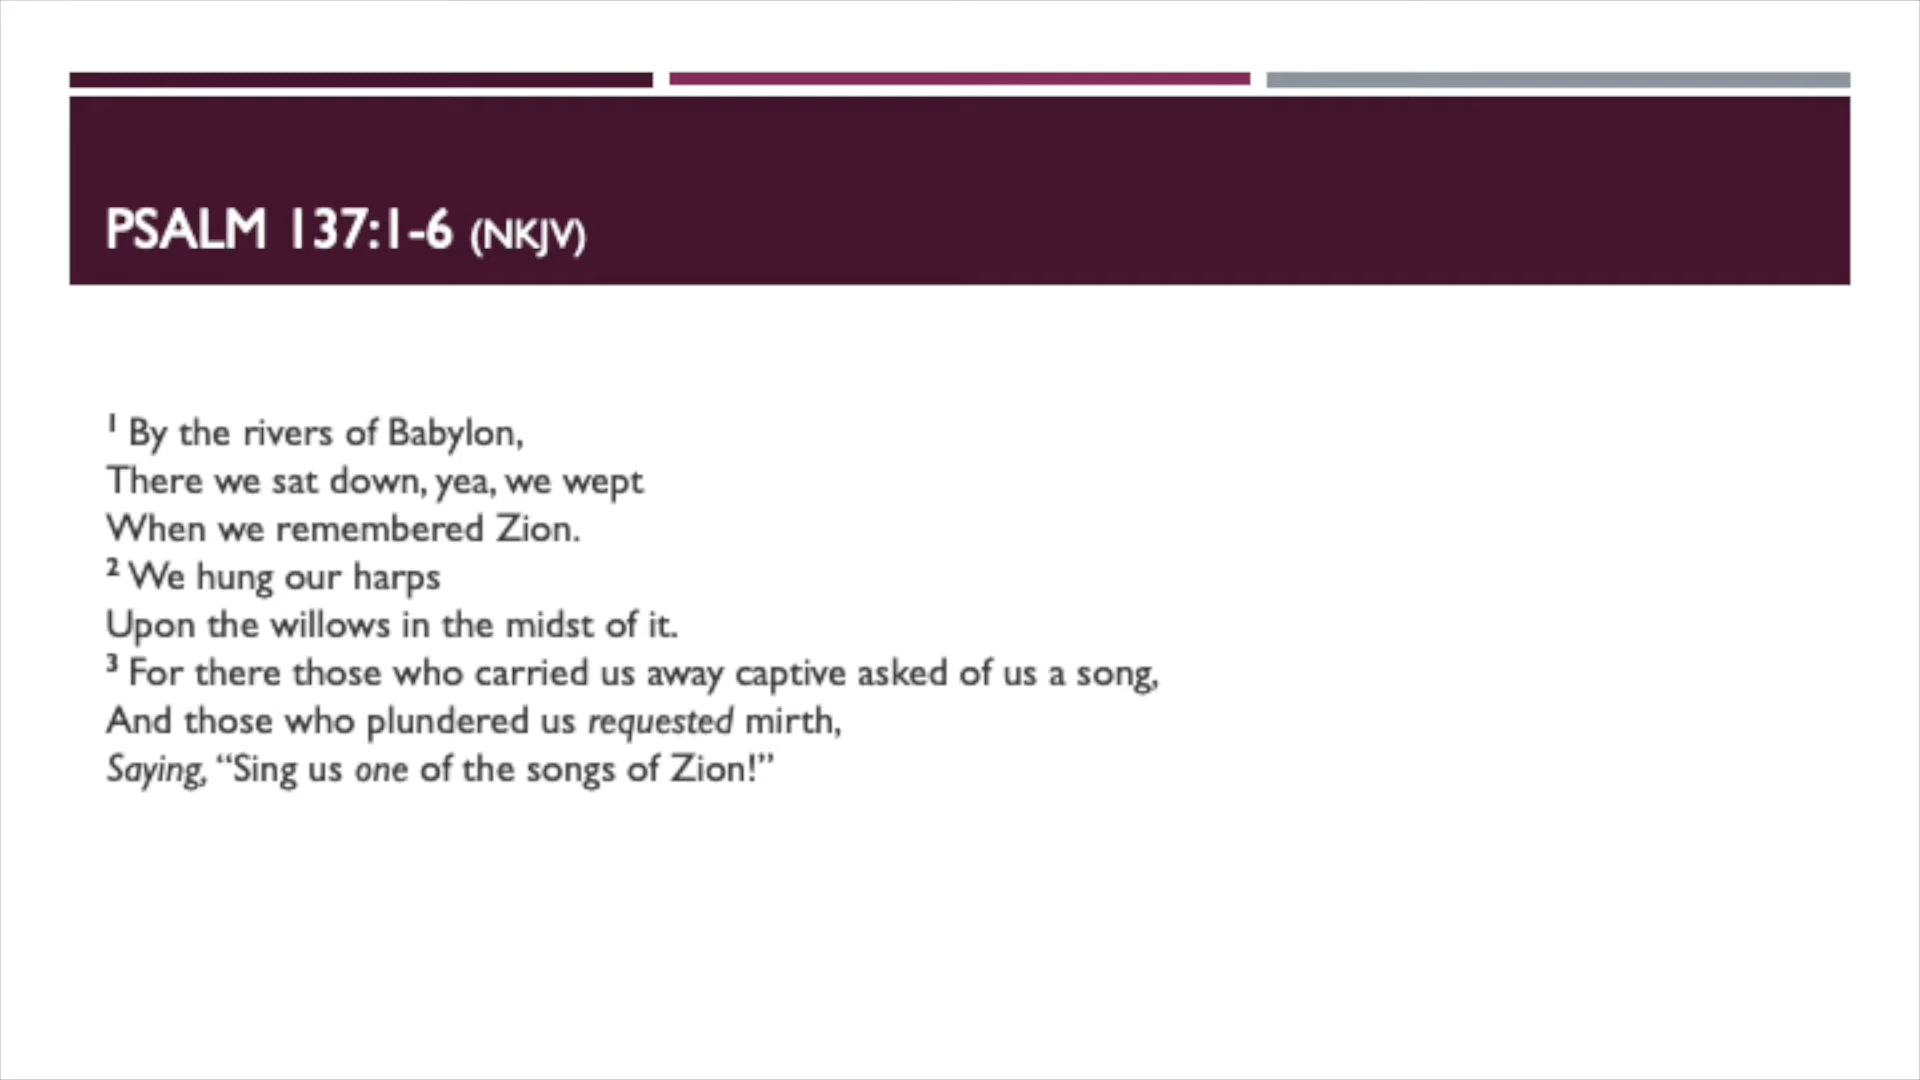 PSALM 137:1-6 (NKJV)
1 By the rivers of Babylon,
There we sat down, yea, we wept
When we remembered Zion.
2 We hung our harps
Upon the willows in the midst of it.
3 For there those who carried us away captive asked of us a song,
And those who plundered us requested mirth,
Saying, “Sing us one of the songs of Zion!”